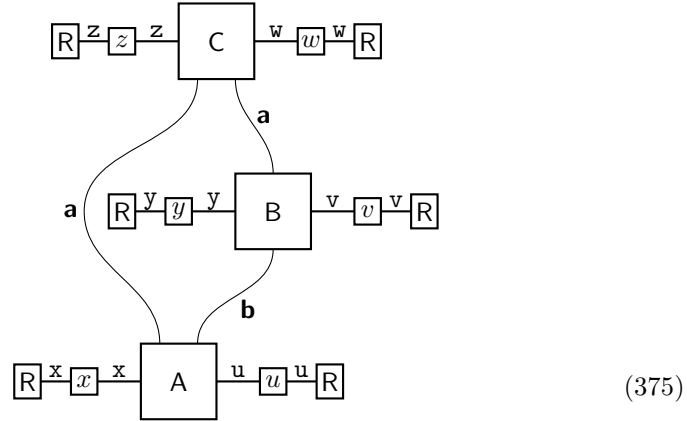 R z z z C w w w R
a
a R y y y B v v v R
b
R x x x A u u u R (375)